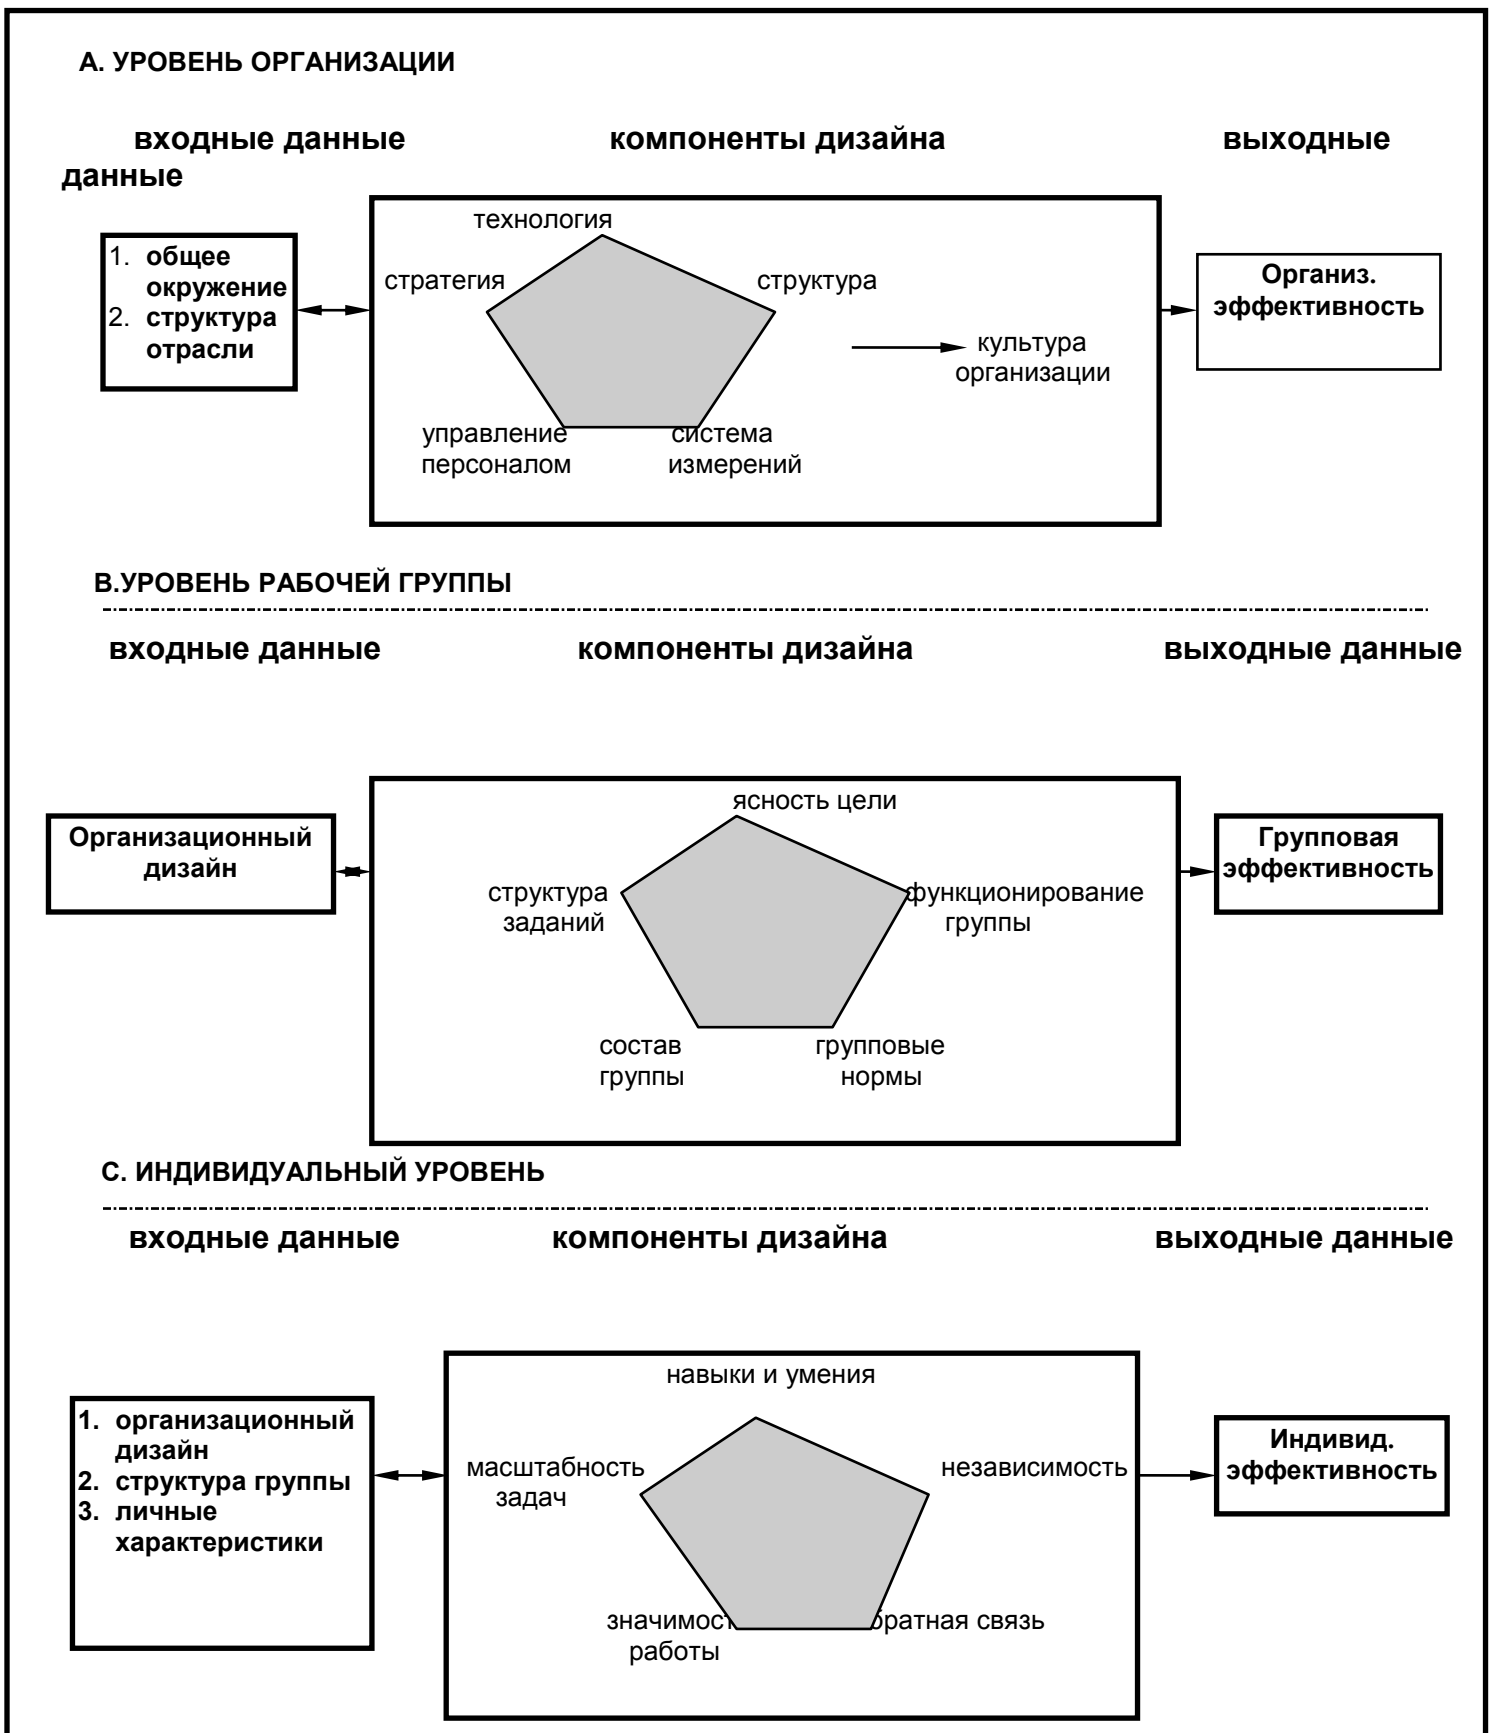 А. УРОВЕНЬ ОРГАНИЗАЦИИ
входные данные компоненты дизайна выходные
данные
технология
стратегия
структура
1. общее
окружение
2. структура
отрасли
культура
организации
управление
персоналом
система
измерений
Организ.
эффективность
В.УРОВЕНЬ РАБОЧЕЙ ГРУППЫ
входные данные компоненты дизайна выходные данные
Организационный
дизайн
ясность цели
структура
заданий
функционирование
группы
состав
группы
групповые
нормы
Групповая
эффективность
С. ИНДИВИДУАЛЬНЫЙ УРОВЕНЬ
входные данные компоненты дизайна выходные данные
1. организационный
дизайн
2. структура группы
3. личные
характеристики
навыки и умения
масштабность
задач
независимость
значимост
работы
братная связь
Индивид.
эффективность